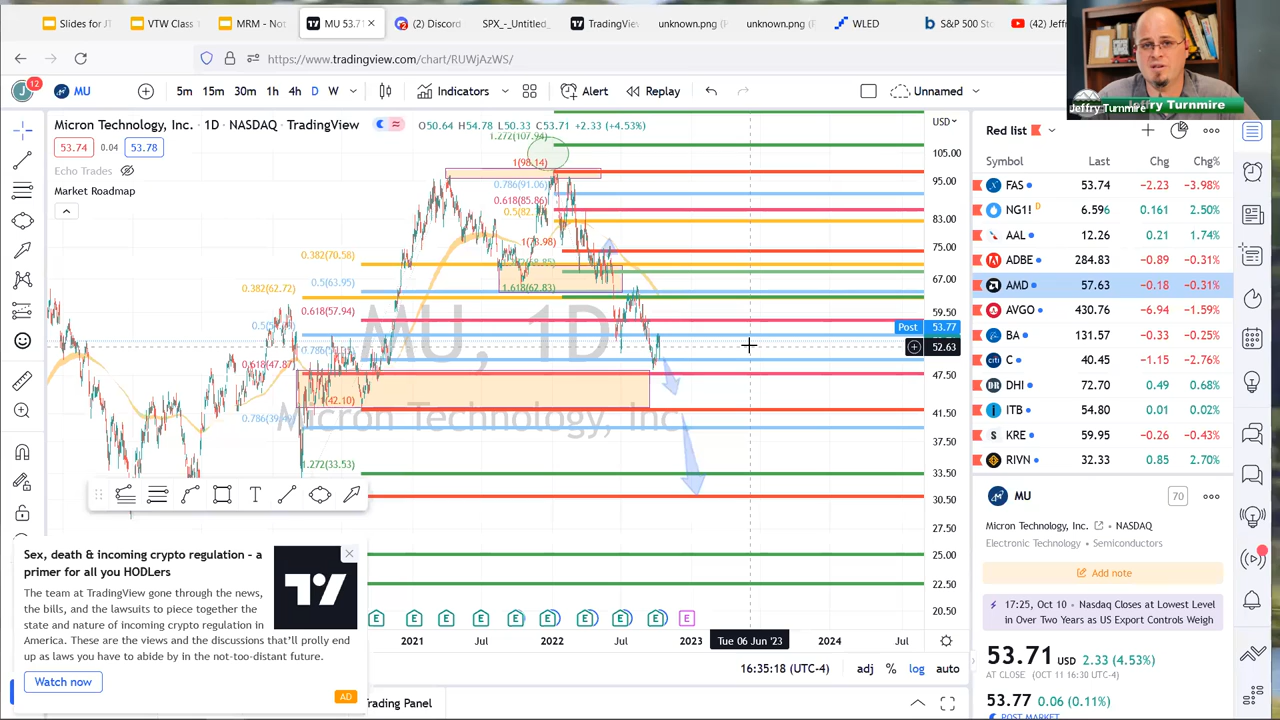 Slides for JT
VTW Class
MRM - Not
MU 53.71
(2) Discord
SPX_-_Untitled_
TradingView
unknown.png
unknown.png
WLED
S&P 500 St
(42) Jeffr
https://www.tradingview.com/chart/RUWjAzWS/
Jeffry Turnmire
Jeffry Turnmire
12
MU
5m 15m 30m 1h 4h D W
Indicators
Alert
Replay
Unnamed
Micron Technology, Inc. · 1D · NASDAQ · TradingView
O50.64 H54.78 L50.33 C53.71 +2.33 (+4.53%)
53.74 0.04 53.78
Echo Trades
Market Roadmap
USD
105.00
95.00
83.00
75.00
67.00
59.50
Post 53.77
52.63
47.50
41.50
37.50
33.50
30.50
27.50
25.00
22.50
20.50
1.272(107.94)
1(98.14)
0.786(91.06)
0.618(85.86)
0.5(82.
1(78.98)
0.382(70.58)
0.382(62.72)
0.5(63.95)
1.618(62.83)
0.618(57.94)
0.618(47.87)
(42.10)
1.272(33.53)
MU, 1D
Micron Technology, Inc.
Sex, death & incoming crypto regulation – a
primer for all you HODLers
The team at TradingView gone through the news,
the bills, and the lawsuits to piece together the
state and nature of incoming crypto regulation in
America. These are the views and the discussions that'll prolly end
up as laws you have to abide by in the not-too-distant future.
Watch now
AD
2021 Jul 2022 Jul 2023 Tue 06 Jun '23 2024 Jul
16:35:18 (UTC-4) adj % log auto
rading Panel
Red list
Symbol Last Chg Chg%
FAS 53.74 −2.23 −3.98%
NG1! D 6.596 0.161 2.50%
AAL 12.26 0.21 1.74%
ADBE 284.83 −0.89 −0.31%
AMD 57.63 −0.18 −0.31%
AVGO 430.76 −6.94 −1.59%
BA 131.57 −0.33 −0.25%
C 40.45 −1.15 −2.76%
DHI 72.70 0.49 0.68%
ITB 54.80 0.01 0.02%
KRE 59.95 −0.26 −0.43%
RIVN 32.33 0.85 2.70%
MU
70
Micron Technology, Inc. · NASDAQ
Electronic Technology · Semiconductors
Add note
17:25, Oct 10 · Nasdaq Closes at Lowest Level
in Over Two Years as US Export Controls Weigh
53.71 USD 2.33 (4.53%)
AT CLOSE (OCT 11 16:30 UTC-4)
53.77 0.06 (0.11%)
POST MARKET